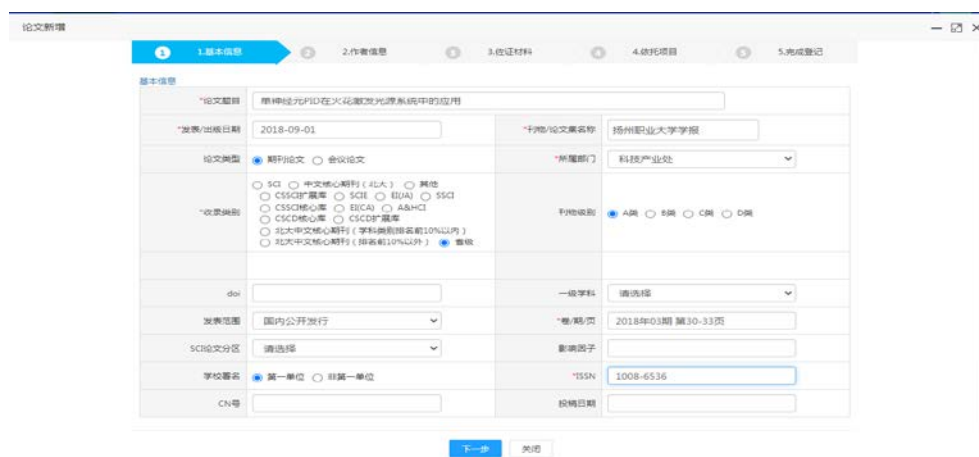 论文新增
1 1.基本信息 2 2.作者信息 3 3.佐证材料 4 4.依托项目 5 5.完成登记
基本信息
*论文题目 单神经元PID在火花激发光源系统中的应用
*发表/出版日期 2018-09-01 *刊物/论文集名称 扬州职业大学学报
论文类型 期刊论文 会议论文 *所属部门 科技产业处
*收录类别 SCI 中文核心期刊(北大) 其他
CSSCI扩展库 SCIE EI(JA) SSCI
CSSCI核心库 EI(CA) A&HCI
CSCD核心库 CSCD扩展库
北大中文核心期刊(学科类别排名前10%以内)
北大中文核心期刊(排名前10%以外) 省级
刊物级别 A类 B类 C类 D类
doi 一级学科 请选择
发表范围 国内公开发行 *卷/期/页 2018年03期 第30-33页
SCI论文分区 请选择 影响因子
学校署名 第一单位 非第一单位 *ISSN 1008-6536
CN号 投稿日期
下一步 关闭